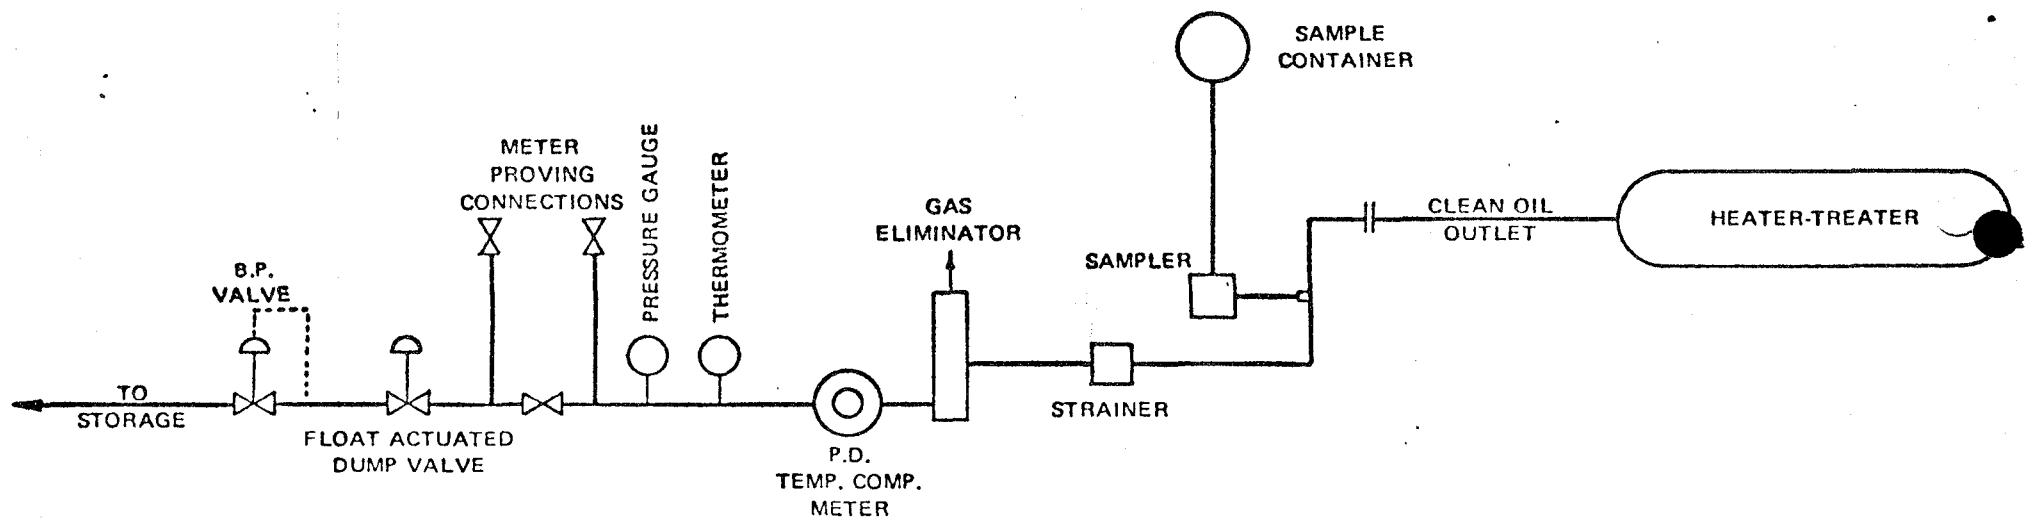 SAMPLE
CONTAINER
METER
PROVING
CONNECTIONS
PRESSURE GAUGE
THERMOMETER
GAS
ELIMINATOR
CLEAN OIL
OUTLET
HEATER-TREATER
SAMPLER
B.P.
VALVE
TO
STORAGE
STRAINER
FLOAT ACTUATED
DUMP VALVE
P.D.
TEMP. COMP.
METER